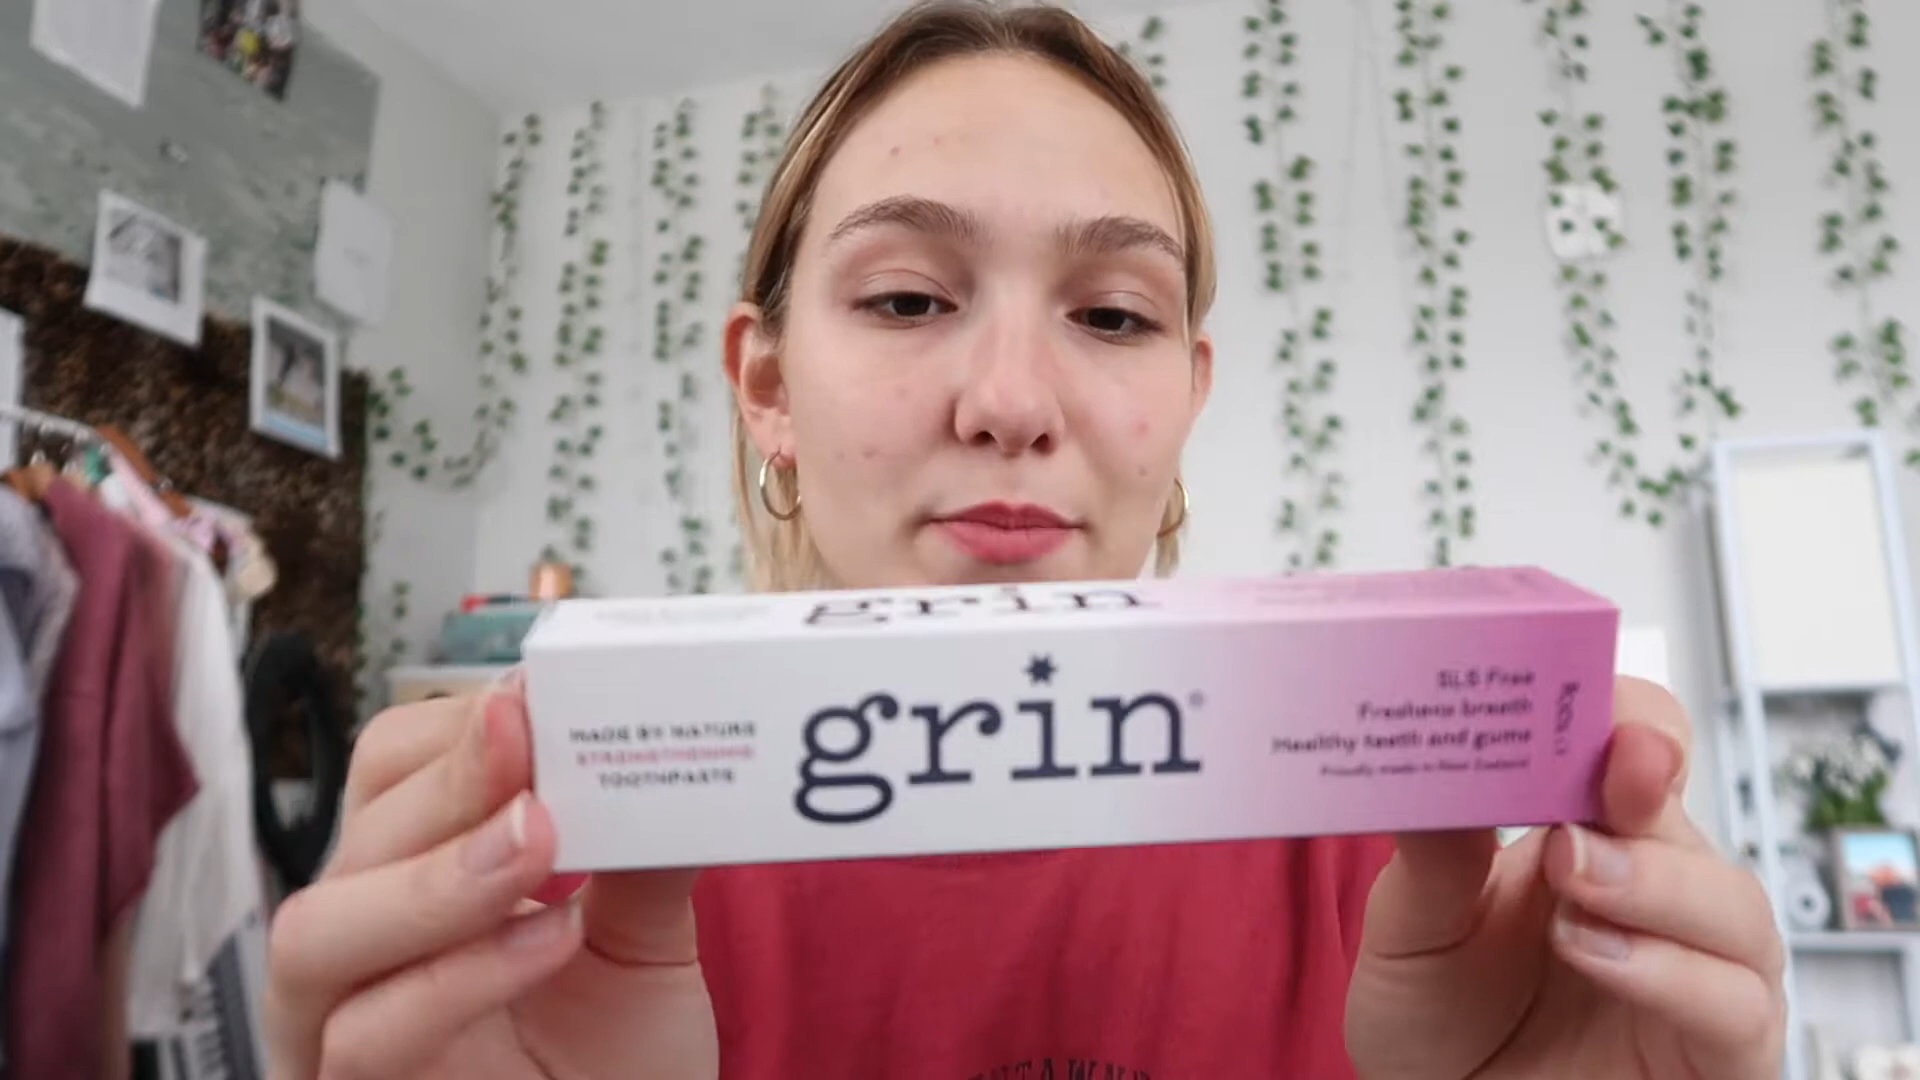 grin
MADE BY NATURE
STRENGTHENING
TOOTHPASTE
grin®
SLS Free
Freshens breath
Healthy teeth and gums
Proudly made in New Zealand